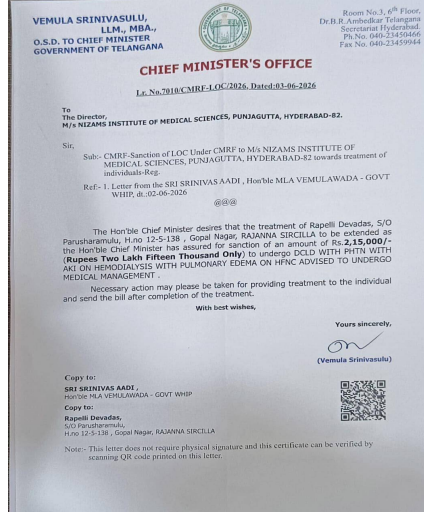 VEMULA SRINIVASULU,
LLM., MBA.,
O.S.D. TO CHIEF MINISTER
GOVERNMENT OF TELANGANA
Room No.3, 6th Floor,
Dr.B.R.Ambedkar Telangana
Secretariat Hyderabad.
Ph.No. 040-23450466
Fax No. 040-23459944
CHIEF MINISTER'S OFFICE
Lr. No.7010/CMRF-LOC/2026, Dated:03-06-2026
To
The Director,
M/s NIZAMS INSTITUTE OF MEDICAL SCIENCES, PUNJAGUTTA, HYDERABAD-82.
Sir,
Sub:- CMRF-Sanction of LOC Under CMRF to M/s NIZAMS INSTITUTE OF
MEDICAL SCIENCES, PUNJAGUTTA, HYDERABAD-82 towards treatment of
individuals-Reg.
Ref:- 1. Letter from the SRI SRINIVAS AADI , Hon'ble MLA VEMULAWADA - GOVT
WHIP, dt.:02-06-2026
@@@
The Hon'ble Chief Minister desires that the treatment of Rapelli Devadas, S/O
Parusharamulu, H.no 12-5-138 , Gopal Nagar, RAJANNA SIRCILLA to be extended as
the Hon'ble Chief Minister has assured for sanction of an amount of Rs.2,15,000/-
(Rupees Two Lakh Fifteen Thousand Only) to undergo DCLD WITH PHTN WITH
AKI ON HEMODIALYSIS WITH PULMONARY EDEMA ON HFNC ADVISED TO UNDERGO
MEDICAL MANAGEMENT .
Necessary action may please be taken for providing treatment to the individual
and send the bill after completion of the treatment.
With best wishes,
Yours sincerely,
(Vemula Srinivasulu)
Copy to:
SRI SRINIVAS AADI ,
Hon'ble MLA VEMULAWADA - GOVT WHIP
Copy to:
Rapelli Devadas,
S/O Parusharamulu,
H.no 12-5-138 , Gopal Nagar, RAJANNA SIRCILLA
Note:- This letter does not require physical signature and this certificate can be verified by
scanning QR code printed on this letter.